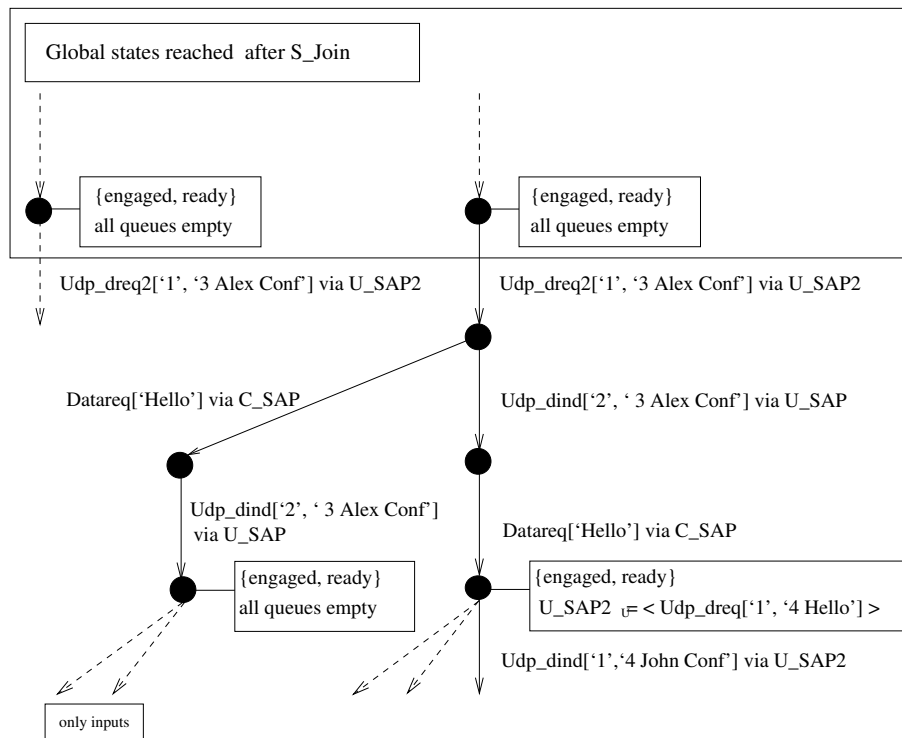 Global states reached after S_Join
{engaged, ready}
all queues empty
{engaged, ready}
all queues empty
Udp_dreq2[‘1’, ‘3 Alex Conf’] via U_SAP2
Udp_dreq2[‘1’, ‘3 Alex Conf’] via U_SAP2
Datareq[‘Hello’] via C_SAP
Udp_dind[‘2’, ‘ 3 Alex Conf’] via U_SAP
Udp_dind[‘2’, ‘ 3 Alex Conf’]
via U_SAP
Datareq[‘Hello’] via C_SAP
{engaged, ready}
all queues empty
{engaged, ready}
U_SAP2 U= < Udp_dreq[‘1’, ‘4 Hello’] >
Udp_dind[‘1’,‘4 John Conf’] via U_SAP2
only inputs